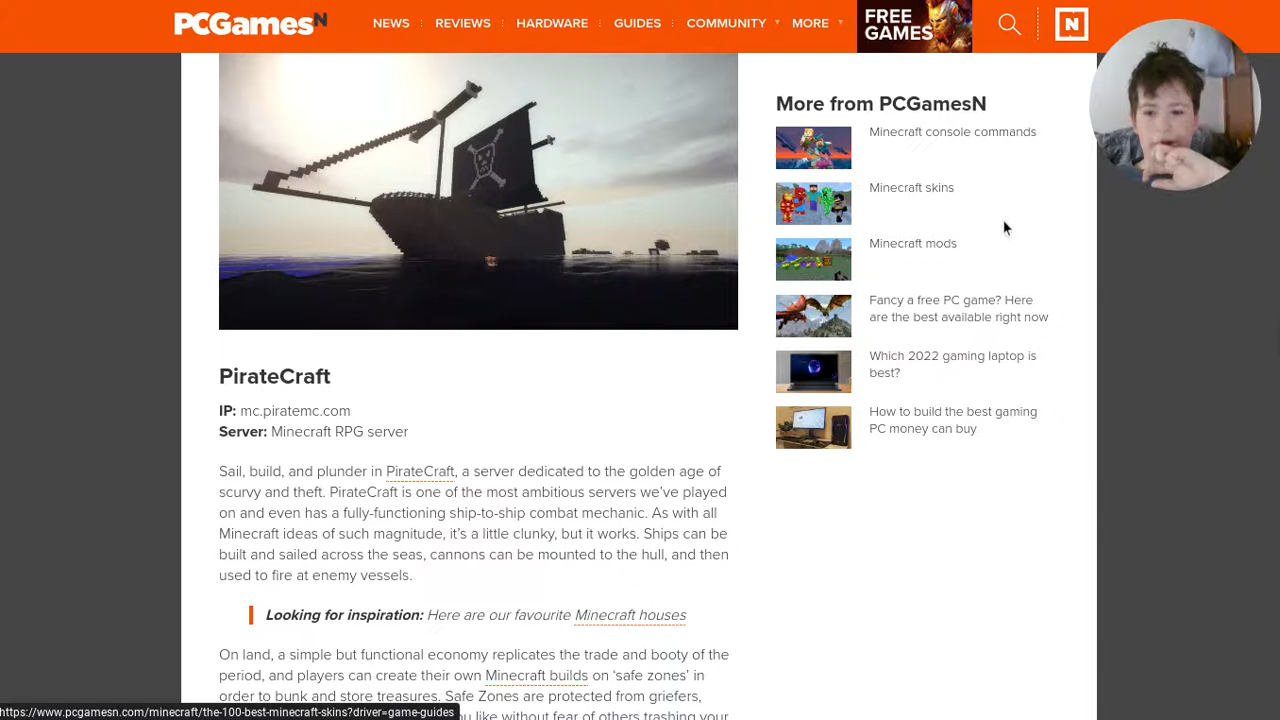 PCGamesN
NEWS
REVIEWS
HARDWARE
GUIDES
COMMUNITY
MORE
FREE
GAMES
N
More from PCGamesN
Minecraft console commands
Minecraft skins
Minecraft mods
Fancy a free PC game? Here
are the best available right now
Which 2022 gaming laptop is
best?
How to build the best gaming
PC money can buy
PirateCraft
IP: mc.piratemc.com
Server: Minecraft RPG server
Sail, build, and plunder in PirateCraft, a server dedicated to the golden age of
scurvy and theft. PirateCraft is one of the most ambitious servers we’ve played
on and even has a fully-functioning ship-to-ship combat mechanic. As with all
Minecraft ideas of such magnitude, it’s a little clunky, but it works. Ships can be
built and sailed across the seas, cannons can be mounted to the hull, and then
used to fire at enemy vessels.
Looking for inspiration: Here are our favourite Minecraft houses
On land, a simple but functional economy replicates the trade and booty of the
period, and players can create their own Minecraft builds on ‘safe zones’ in
order to bunk and store treasures. Safe Zones are protected from griefers,
you like without fear of others trashing your
https://www.pcgamesn.com/minecraft/the-100-best-minecraft-skins?driver=game-guides